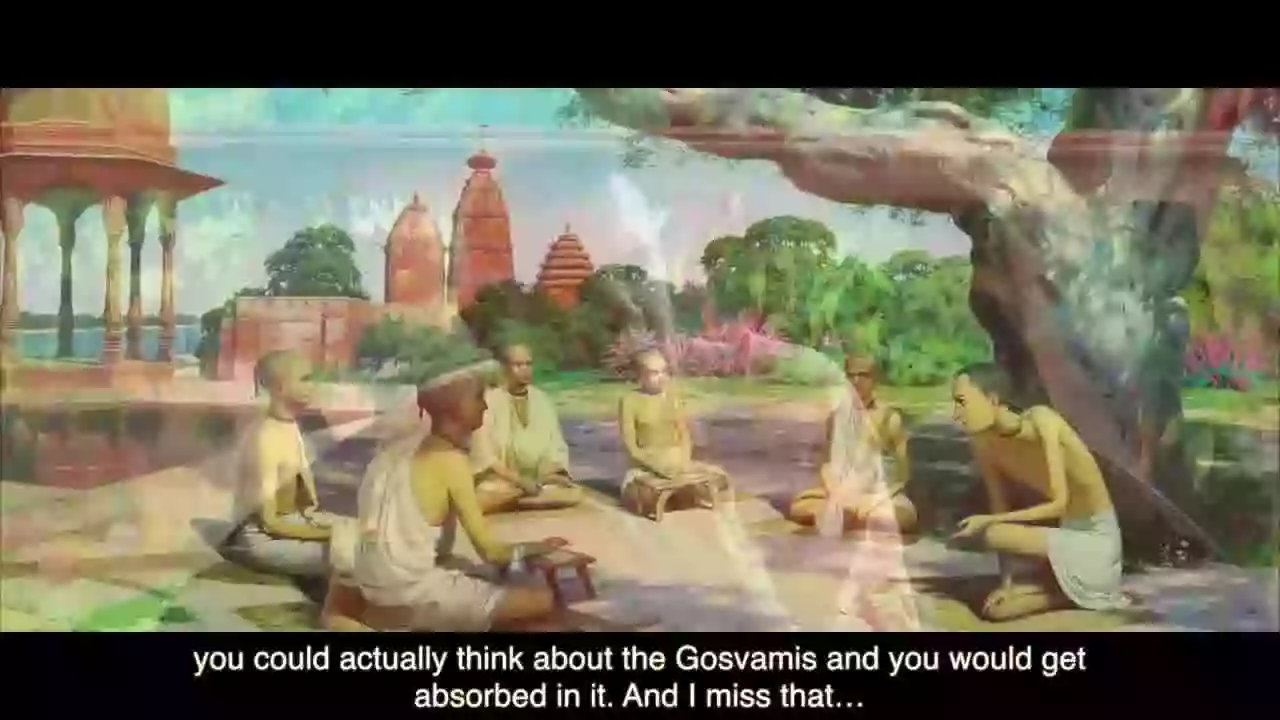 you could actually think about the Gosvamis and you would get
absorbed in it. And I miss that...